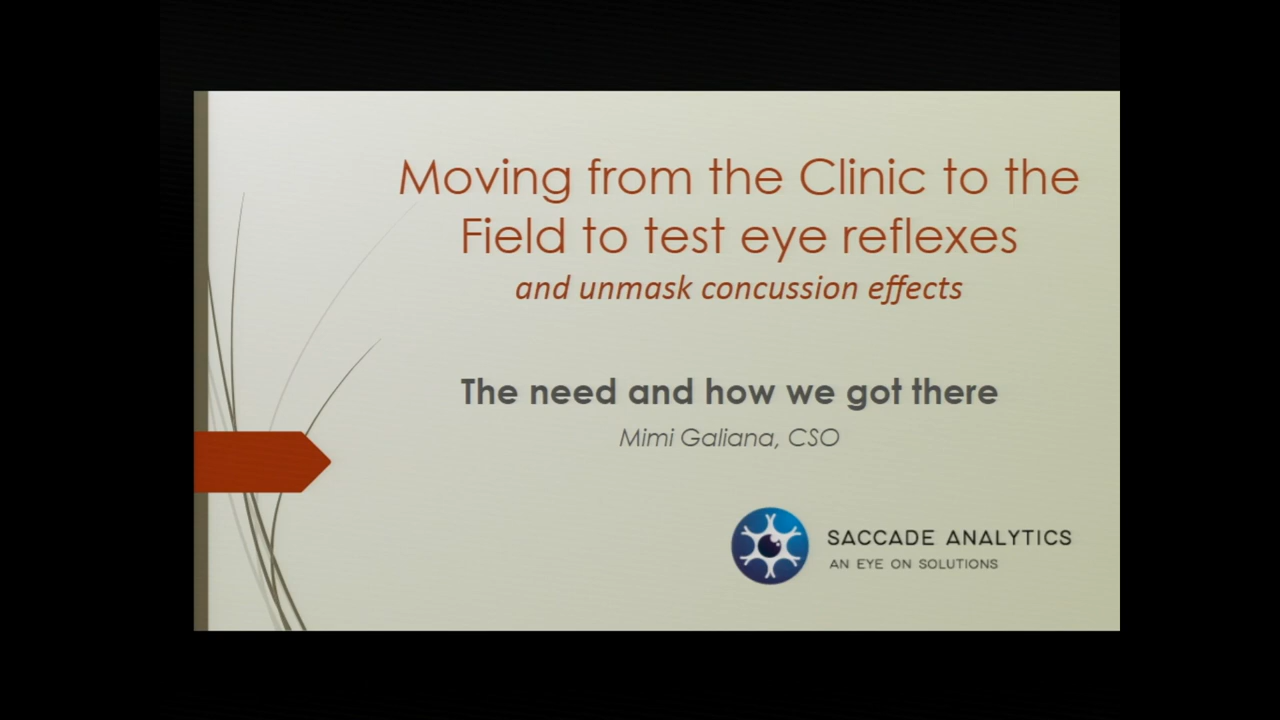 Moving from the Clinic to the
Field to test eye reflexes
and unmask concussion effects
The need and how we got there
Mimi Galiana, CSO
SACCADE ANALYTICS
AN EYE ON SOLUTIONS